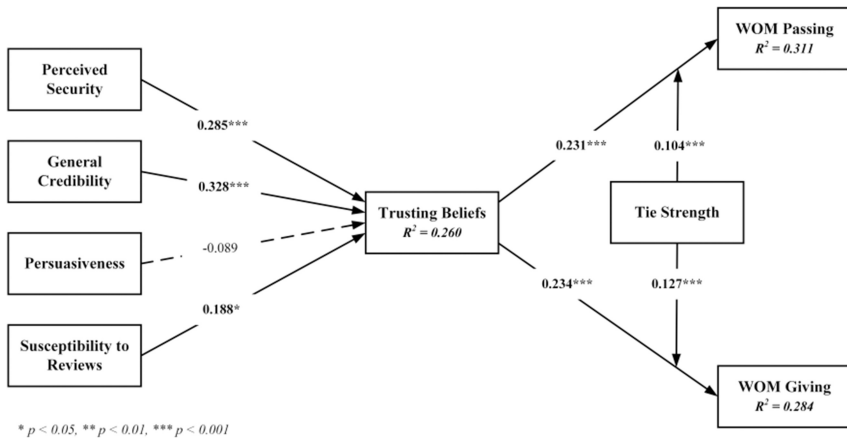 WOM Passing
R² = 0.311
Perceived
Security
0.285***
General
Credibility
0.231***
0.104***
0.328***
Trusting Beliefs
R² = 0.260
Tie Strength
Persuasiveness
-0.089
0.234***
0.127***
0.188*
Susceptibility to
Reviews
WOM Giving
R² = 0.284
* p < 0.05, ** p < 0.01, *** p < 0.001